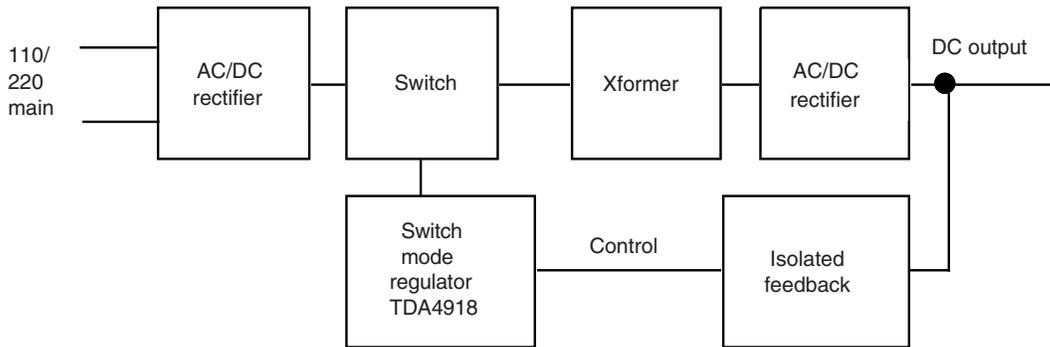 110/
220
main
AC/DC
rectifier
Switch
Xformer
AC/DC
rectifier
DC output
Switch
mode
regulator
TDA4918
Control
Isolated
feedback